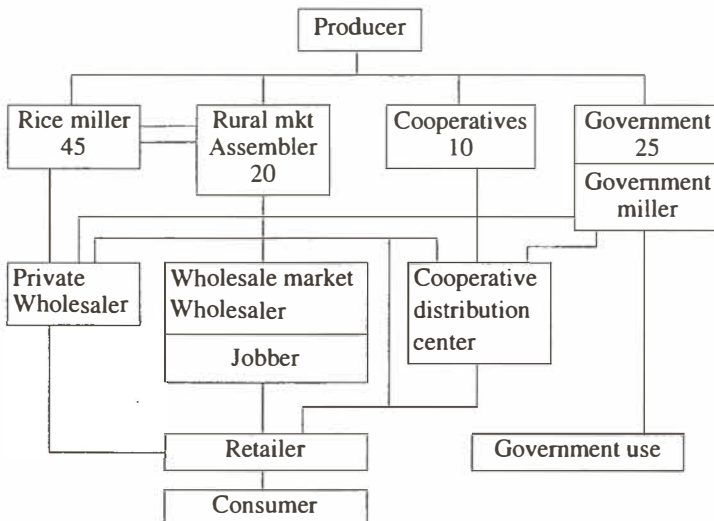 Producer
Rice miller
45
Rural mkt
Assembler
20
Cooperatives
10
Government
25
Government
miller
Private
Wholesaler
Wholesale market
Wholesaler
Jobber
Cooperative
distribution
center
Retailer
Government use
Consumer